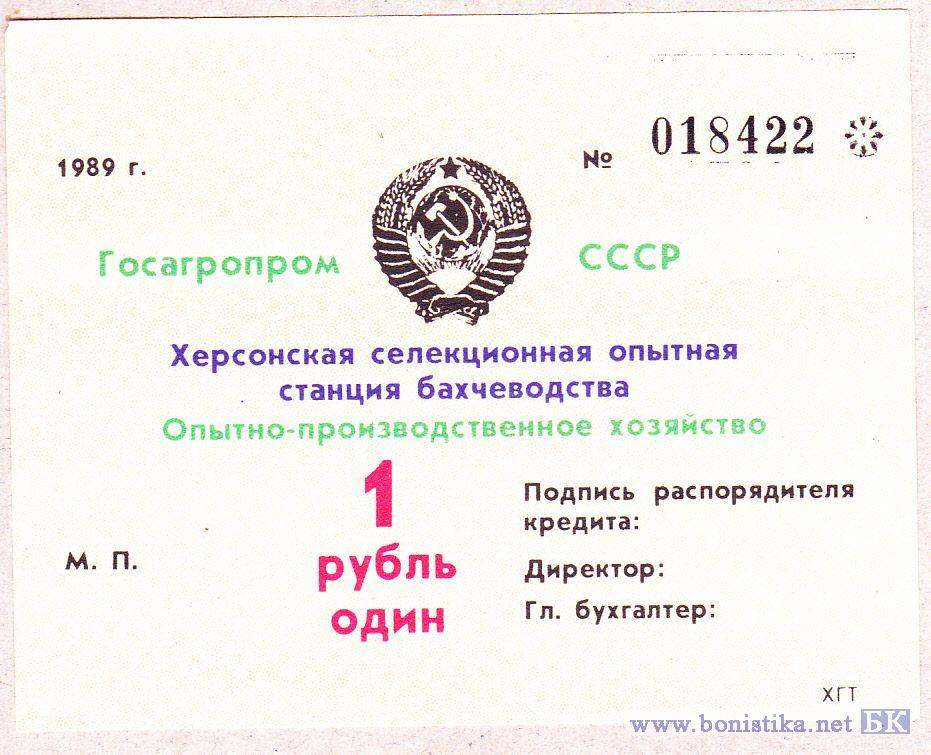 № 018422
1989 г.
Госагропром СССР
Херсонская селекционная опытная
станция бахчеводства
Опытно-производственное хозяйство
1
рубль
один
М. П.
Подпись распорядителя
кредита:
Директор:
Гл. бухгалтер:
ХГТ
www.bonistika.net БК